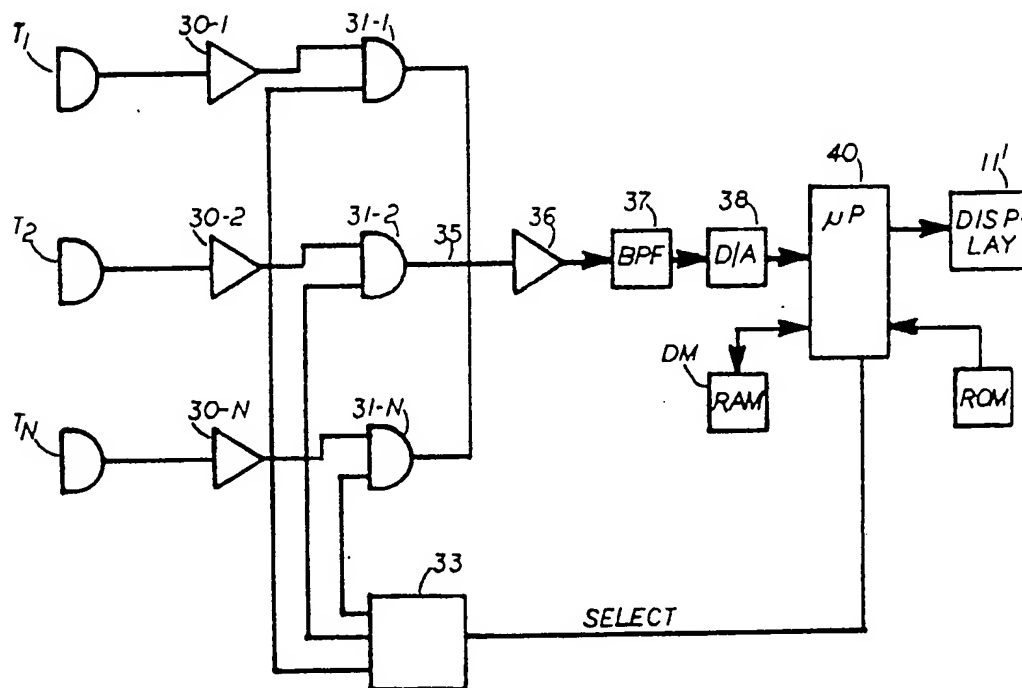 T1
30-1
31-1
T2
30-2
31-2
35
36
37
BPF
38
D/A
40
μP
11'
DISP-
LAY
TN
30-N
31-N
DM
RAM
ROM
33
SELECT